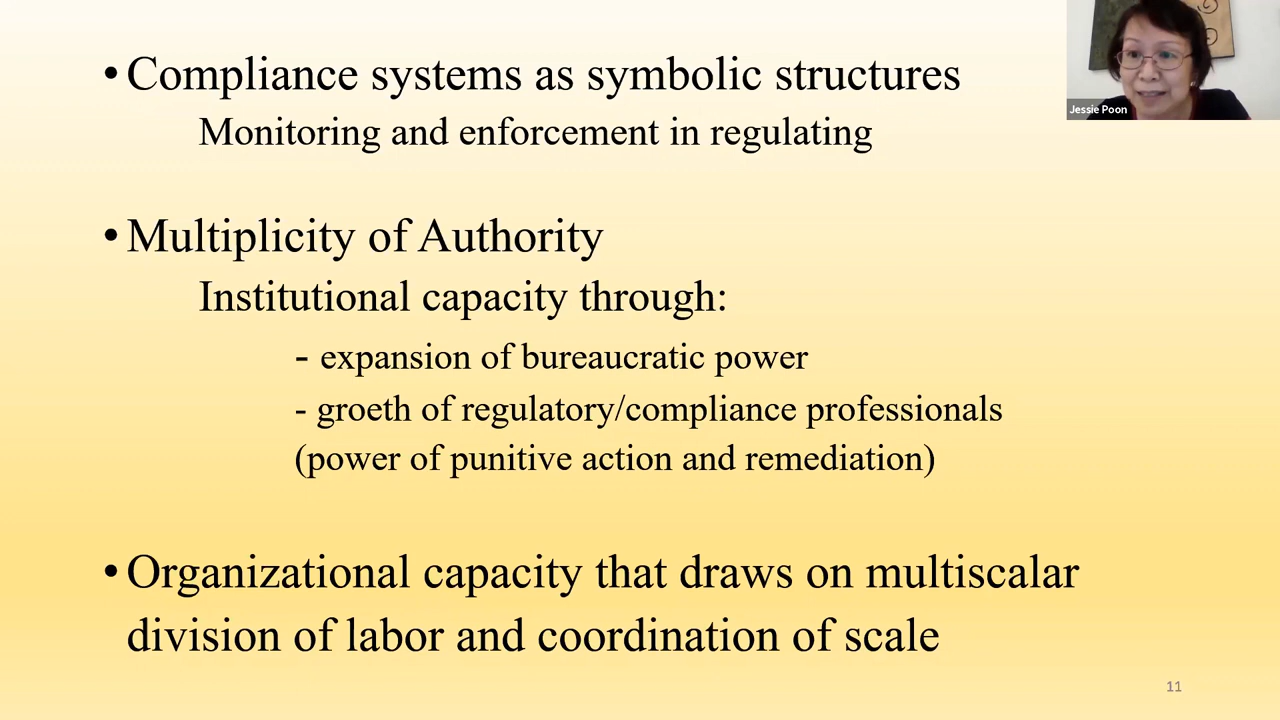 • Compliance systems as symbolic structures
Monitoring and enforcement in regulating
• Multiplicity of Authority
Institutional capacity through:
- expansion of bureaucratic power
- groeth of regulatory/compliance professionals
(power of punitive action and remediation)
• Organizational capacity that draws on multiscalar
division of labor and coordination of scale
Jessie Poon
11